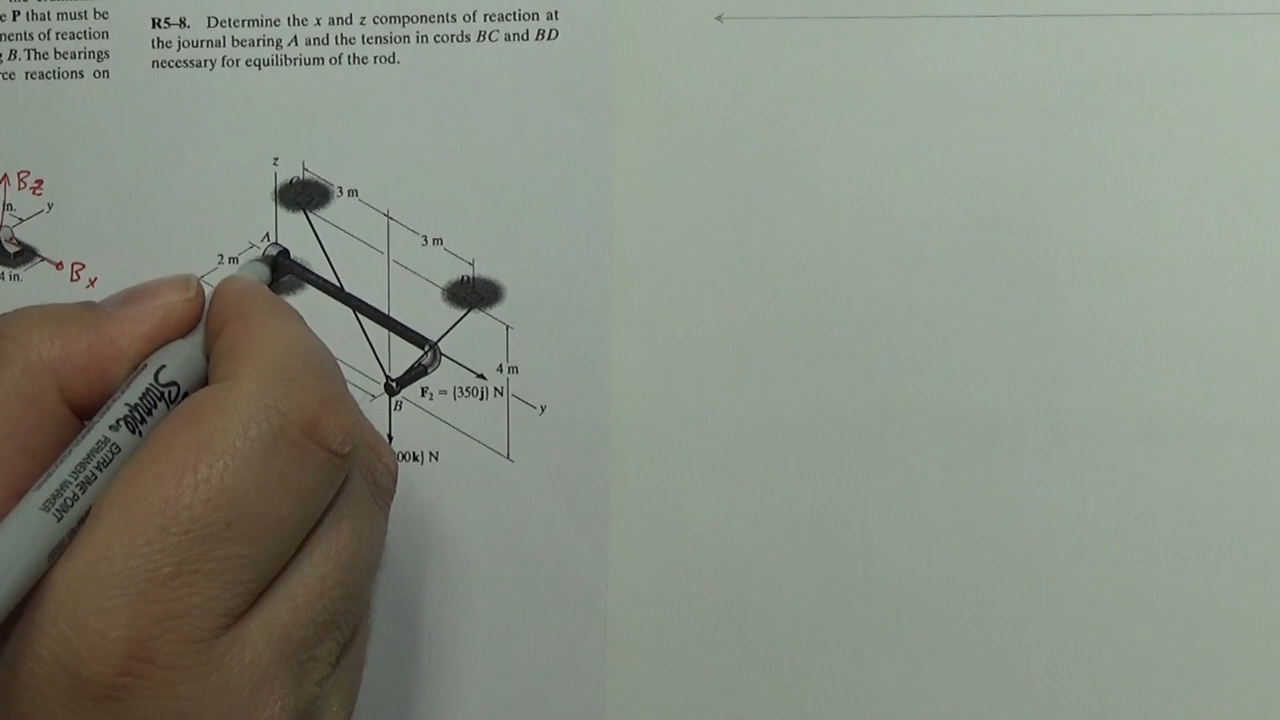 e P that must be
nents of reaction
B. The bearings
ce reactions on
R5–8. Determine the x and z components of reaction at
the journal bearing A and the tension in cords BC and BD
necessary for equilibrium of the rod.
Bz
n.
y
Bx
4 in.
z
C
3 m
3 m
A
2 m
D
4 m
F₂ = {350j} N
B
y
00k} N
Sharpie
EXTRA FINE POINT
PERMANENT MARKER